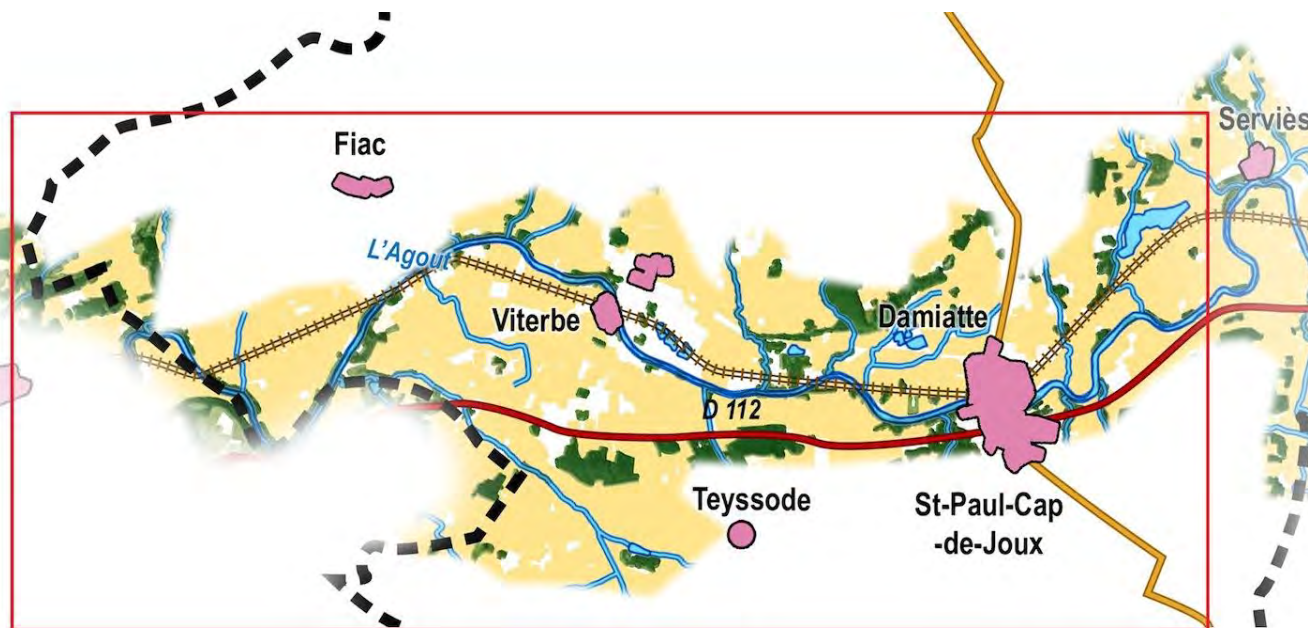 Serviès
Fiac
L'Agout
Viterbe
Damiatte
D 112
Teyssode
St-Paul-Cap
-de-Joux